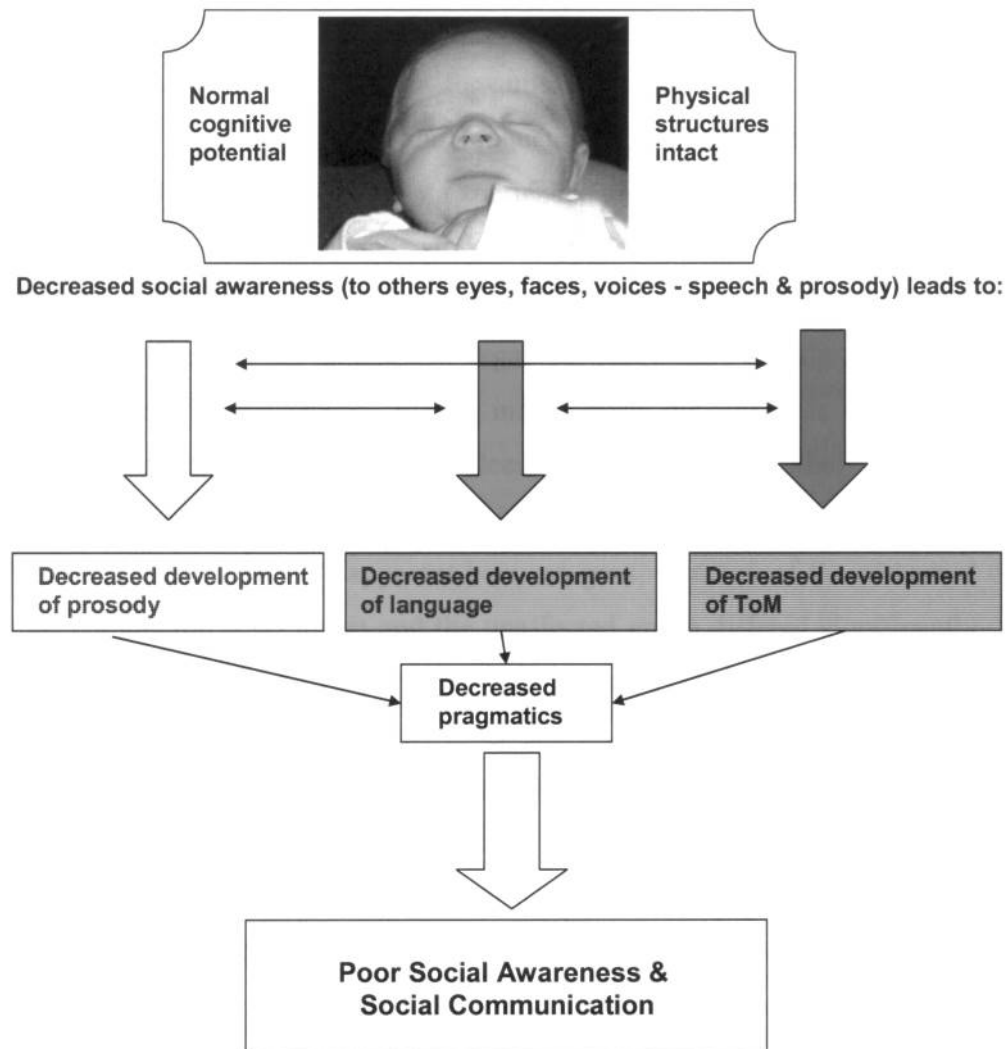 Normal
cognitive
potential
Physical
structures
intact
Decreased social awareness (to others eyes, faces, voices - speech & prosody) leads to:
Decreased development
of prosody
Decreased development
of language
Decreased development
of ToM
Decreased
pragmatics
Poor Social Awareness &
Social Communication